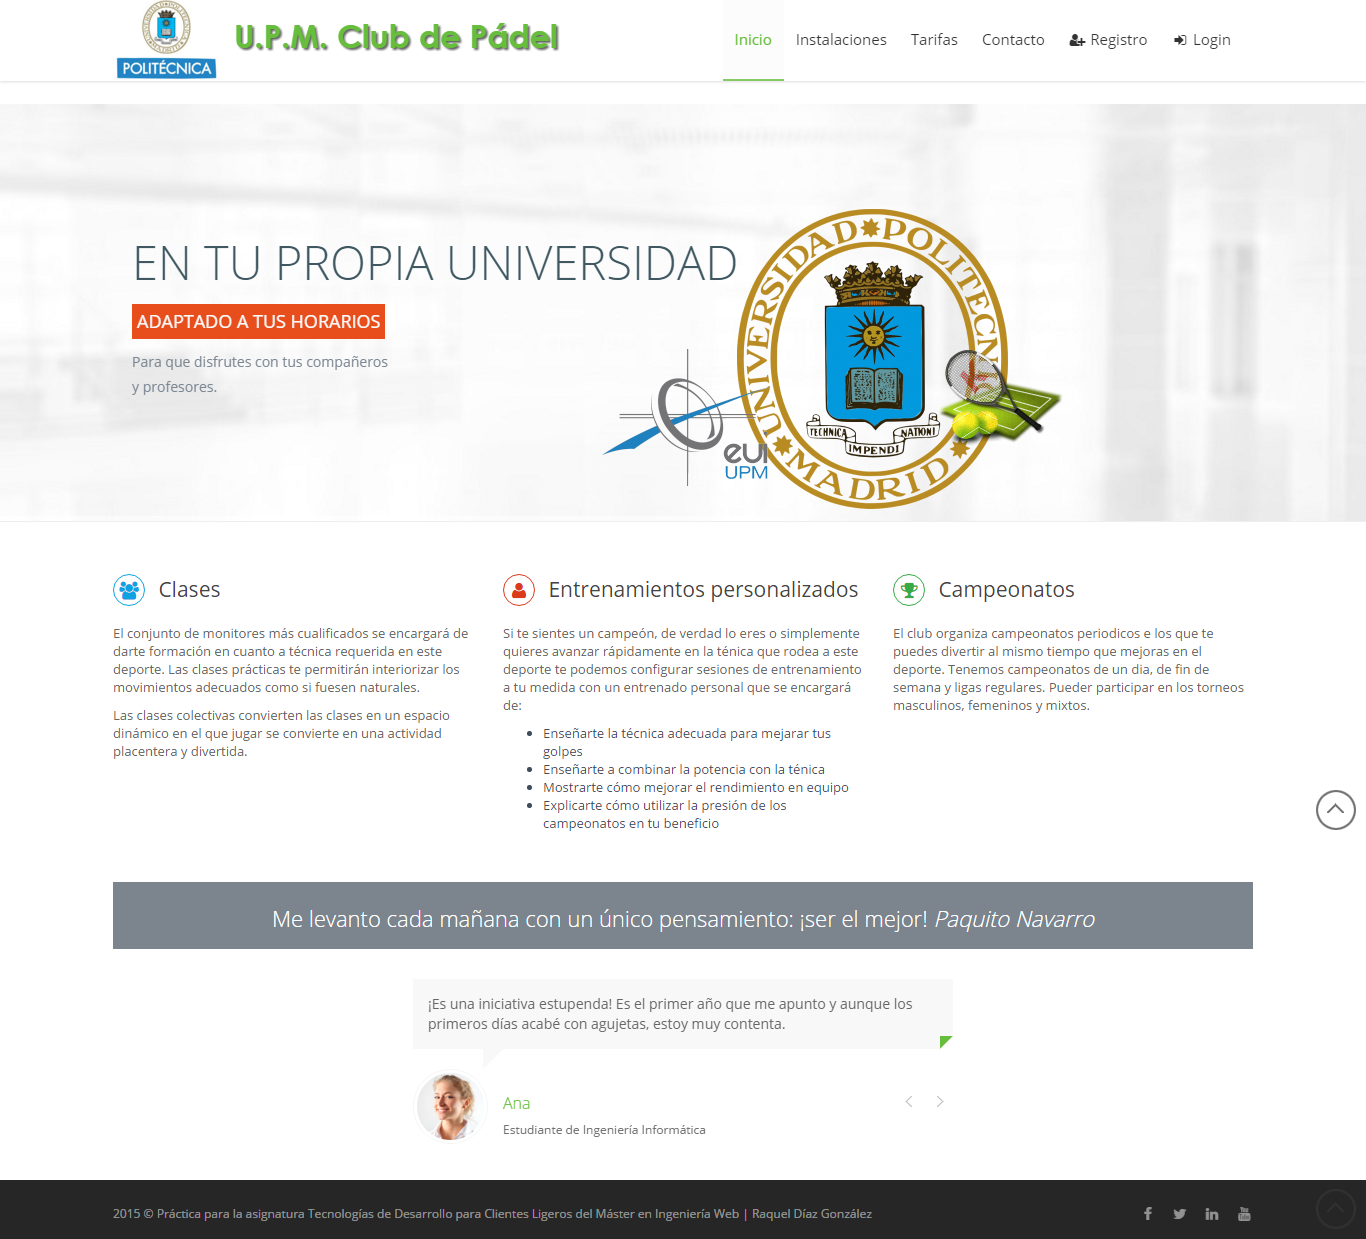 POLITÉCNICA
U.P.M. Club de Pádel
Inicio
Instalaciones
Tarifas
Contacto
Registro
Login
EN TU PROPIA UNIVERSIDAD
ADAPTADO A TUS HORARIOS
Para que disfrutes con tus compañeros
y profesores.
UNIVERSIDAD POLITECNICA
MADRID
TECHNICA
IMPENDI
NATIONI
eui
UPM
Clases
El conjunto de monitores más cualificados se encargará de
darte formación en cuanto a técnica requerida en este
deporte. Las clases prácticas te permitirán interiorizar los
movimientos adecuados como si fuesen naturales.
Las clases colectivas convierten las clases en un espacio
dinámico en el que jugar se convierte en una actividad
placentera y divertida.
Entrenamientos personalizados
Si te sientes un campeón, de verdad lo eres o simplemente
quieres avanzar rápidamente en la ténica que rodea a este
deporte te podemos configurar sesiones de entrenamiento
a tu medida con un entrenado personal que se encargará
de:
Enseñarte la técnica adecuada para mejarar tus
golpes
Enseñarte a combinar la potencia con la ténica
Mostrarte cómo mejorar el rendimiento en equipo
Explicarte cómo utilizar la presión de los
campeonatos en tu beneficio
Campeonatos
El club organiza campeonatos periodicos e los que te
puedes divertir al mismo tiempo que mejoras en el
deporte. Tenemos campeonatos de un dia, de fin de
semana y ligas regulares. Pueder participar en los torneos
masculinos, femeninos y mixtos.
Me levanto cada mañana con un único pensamiento: ¡ser el mejor! Paquito Navarro
¡Es una iniciativa estupenda! Es el primer año que me apunto y aunque los
primeros días acabé con agujetas, estoy muy contenta.
Ana
Estudiante de Ingeniería Informática
2015 © Práctica para la asignatura Tecnologías de Desarrollo para Clientes Ligeros del Máster en Ingeniería Web | Raquel Díaz González